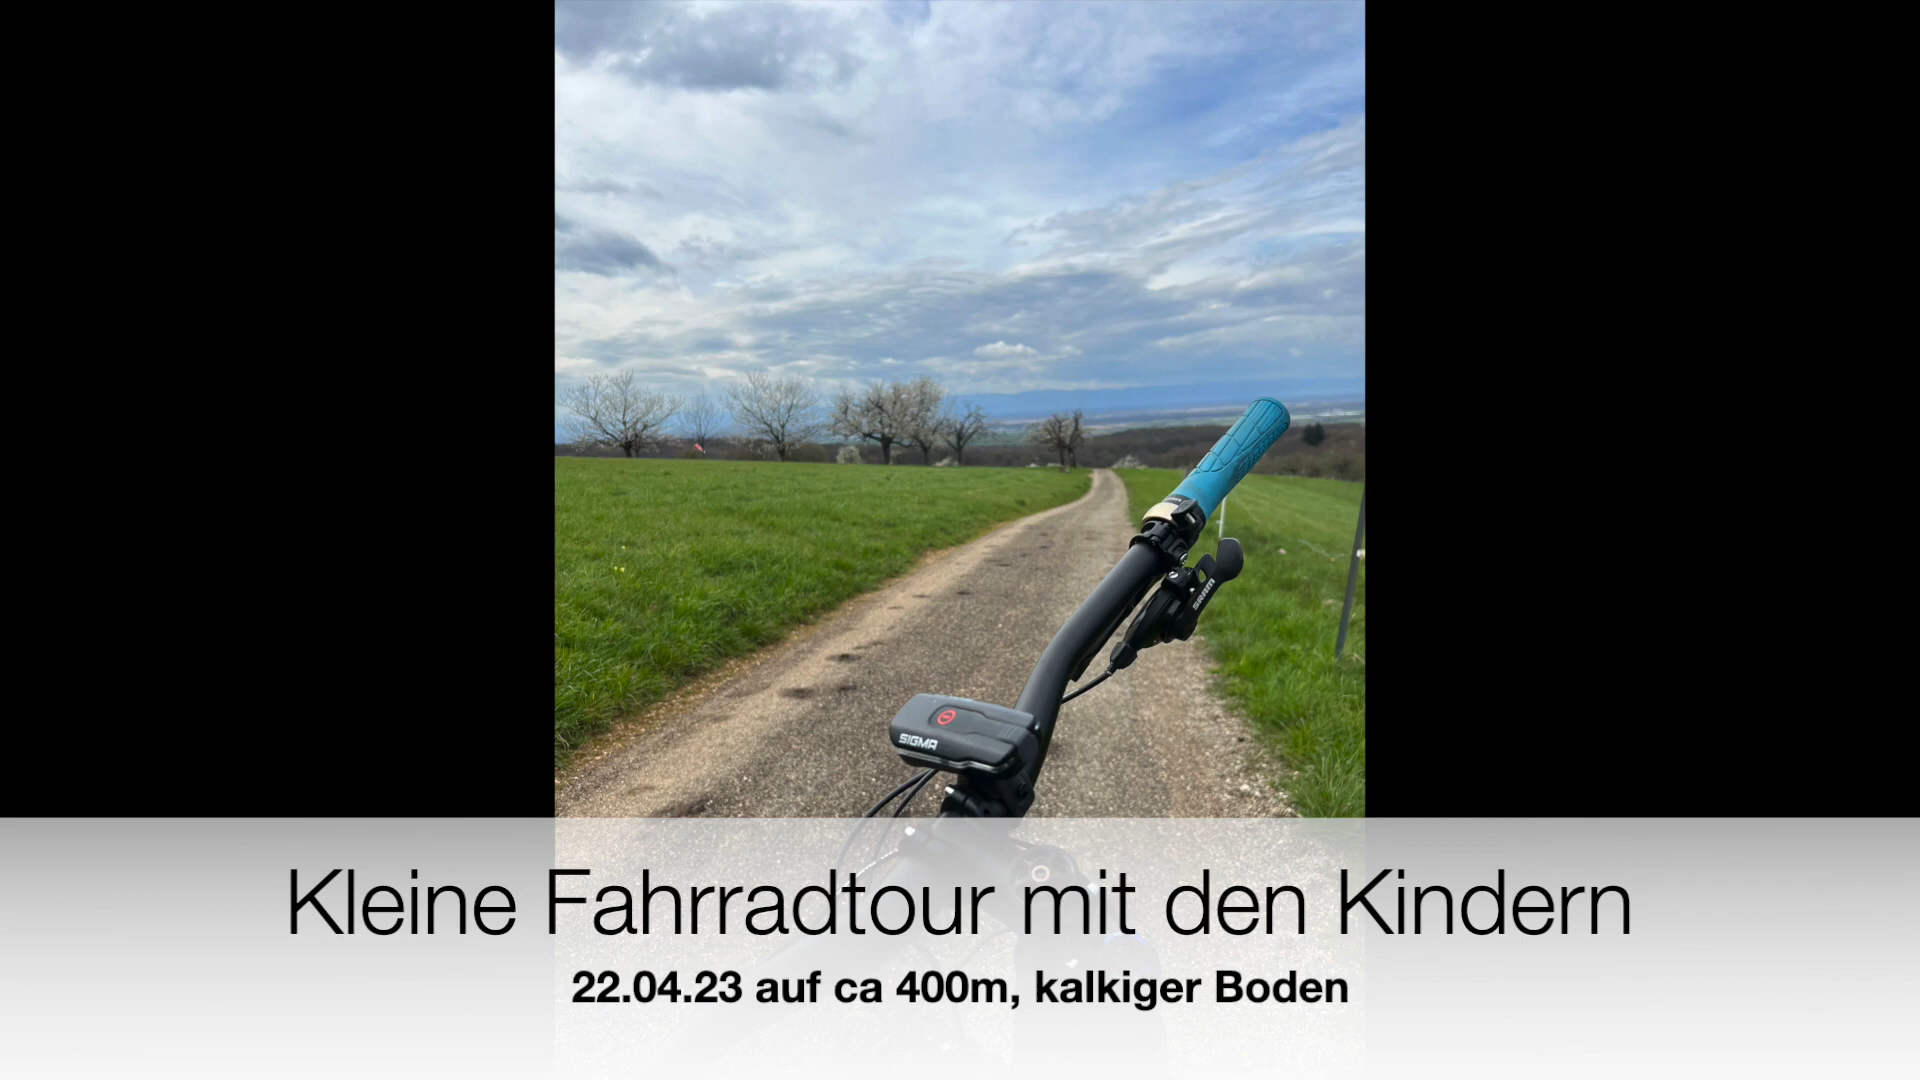 SRAM
SIGMA
Kleine Fahrradtour mit den Kindern
22.04.23 auf ca 400m, kalkiger Boden